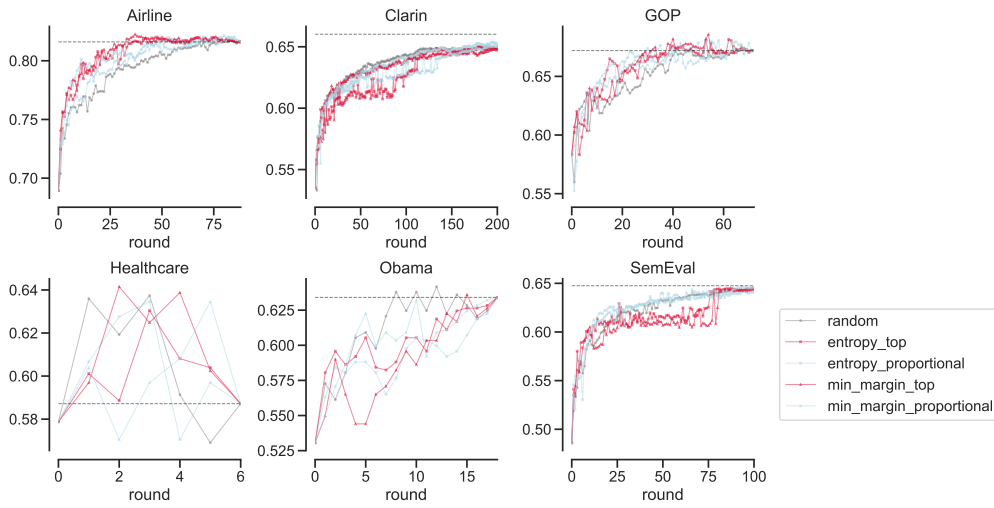 Airline
0.80
0.75
0.70
0 25 50 75
round
Clarin
0.65
0.60
0.55
0 50 100 150 200
round
GOP
0.65
0.60
0.55
0 20 40 60
round
Healthcare
0.64
0.62
0.60
0.58
0 2 4 6
round
Obama
0.625
0.600
0.575
0.550
0.525
0 5 10 15
round
SemEval
0.65
0.60
0.55
0.50
0 25 50 75 100
round
random
entropy_top
entropy_proportional
min_margin_top
min_margin_proportional